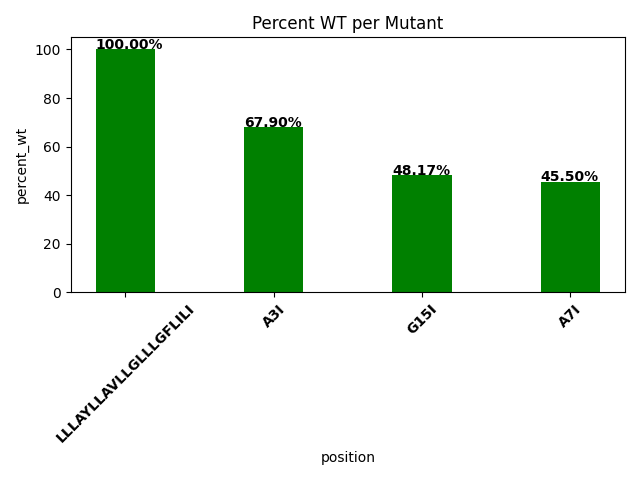 Percent WT per Mutant
percent_wt
100
80
60
40
20
0
100.00%
67.90%
48.17%
45.50%
LLLAYLLAVLLGLLLGFLILI
A3I
G15I
A7I
position